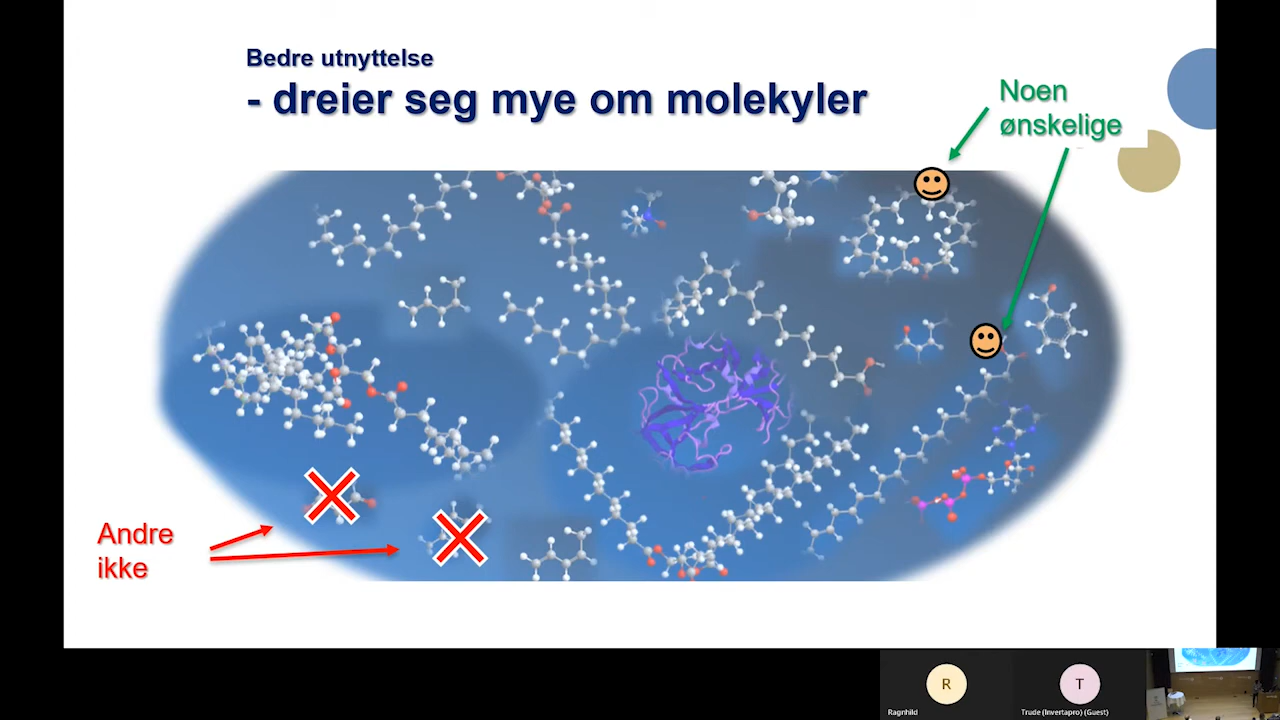 Bedre utnyttelse
- dreier seg mye om molekyler
Noen
ønskelige
Andre
ikke
R
Ragnhild
T
Trude (Invertapro) (Guest)